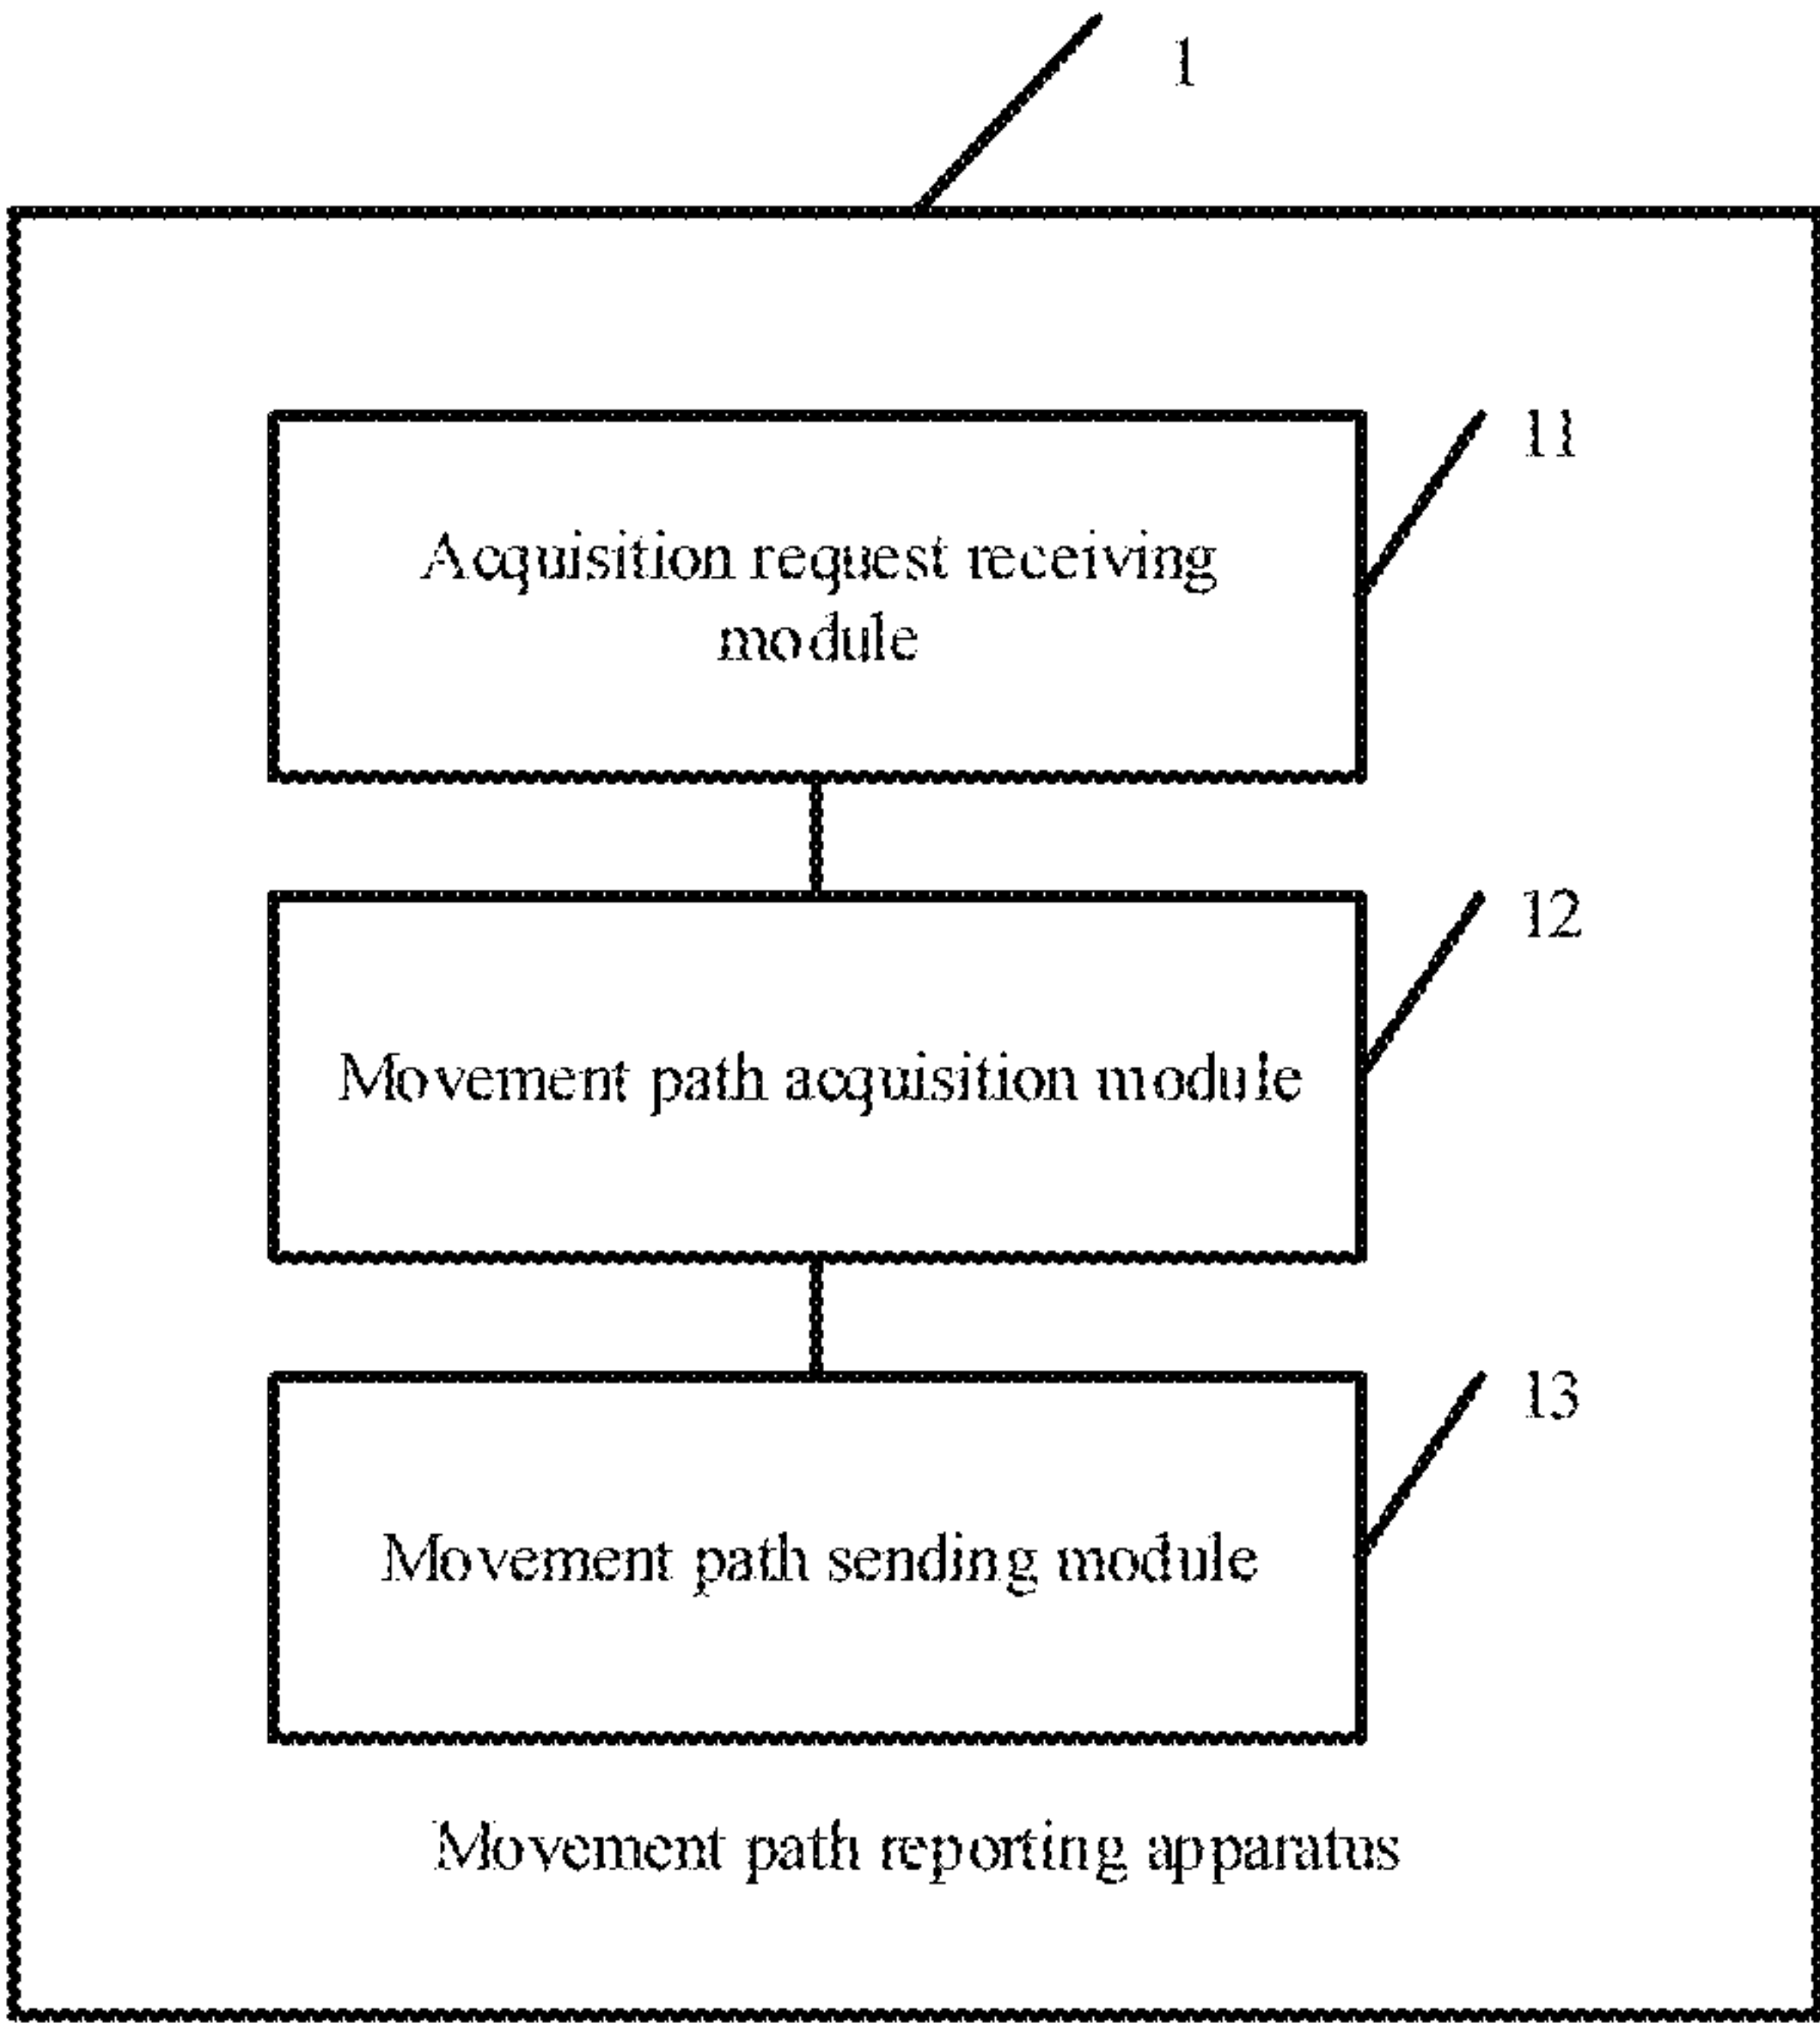 1
11
Acquisition request receiving
module
12
Movement path acquisition module
13
Movement path sending module
Movement path reporting apparatus